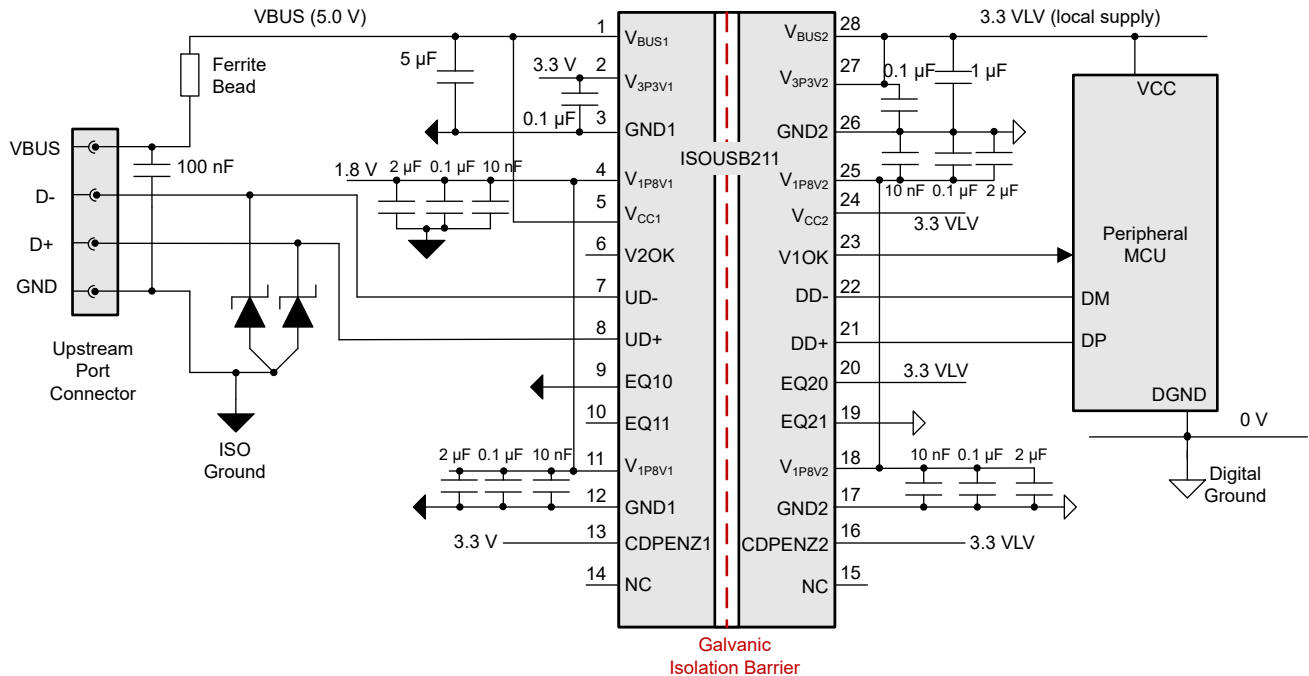 VBUS (5.0 V)
3.3 VLV (local supply)
Ferrite
Bead
5 µF
3.3 V
0.1 µF
VBUS
D-
D+
GND
100 nF
Upstream
Port
Connector
ISO
Ground
1.8 V
2 µF
0.1 µF
10 nF
2 µF
0.1 µF
10 nF
3.3 V
1
2
3
4
5
6
7
8
9
10
11
12
13
14
VBUS1
V3P3V1
GND1
V1P8V1
VCC1
V2OK
UD-
UD+
EQ10
EQ11
V1P8V1
GND1
CDPENZ1
NC
ISOUSB211
VBUS2
V3P3V2
GND2
V1P8V2
VCC2
V1OK
DD-
DD+
EQ20
EQ21
V1P8V2
GND2
CDPENZ2
NC
28
27
26
25
24
23
22
21
20
19
18
17
16
15
0.1 µF
1 µF
10 nF
0.1 µF
2 µF
3.3 VLV
3.3 VLV
10 nF
0.1 µF
2 µF
3.3 VLV
VCC
Peripheral
MCU
DM
DP
DGND
0 V
Digital
Ground
Galvanic
Isolation Barrier